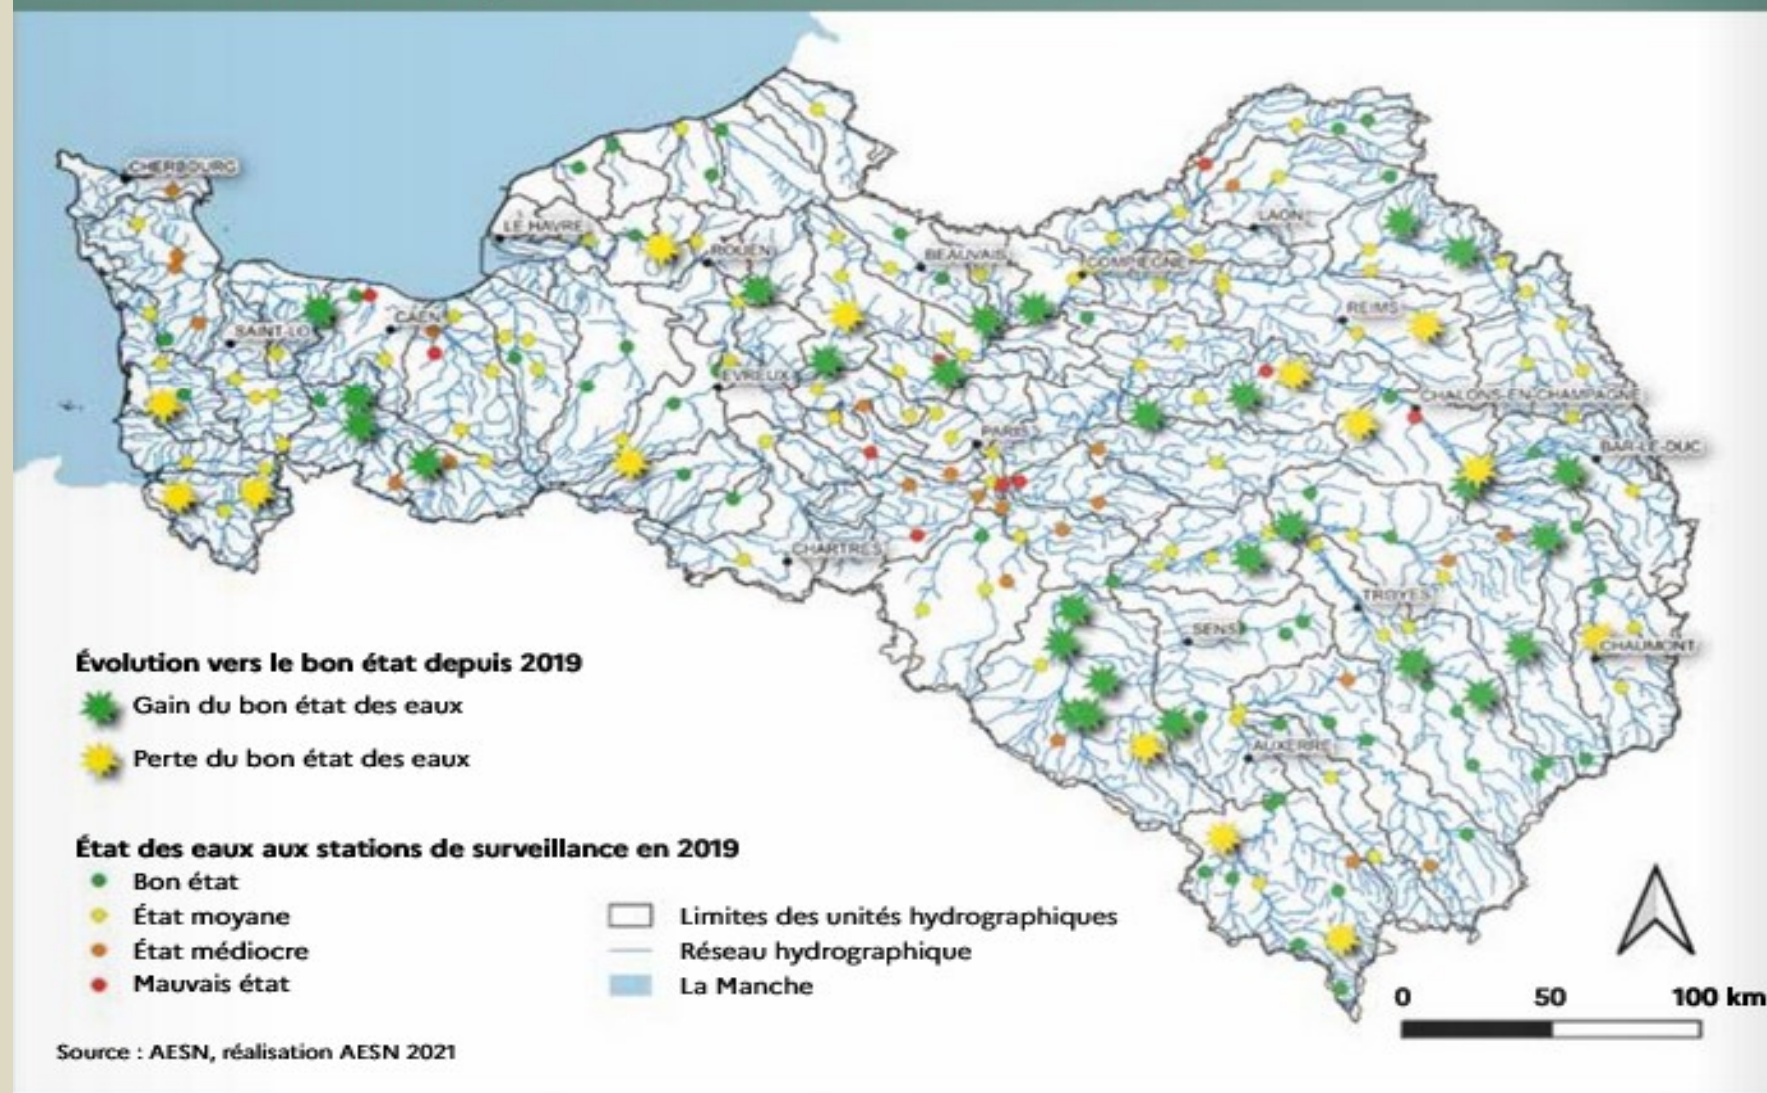 CHERBOURG
LE HAVRE
ROUEN
BEAUVAIS
COMPIEGNE
LAON
REIMS
SAINT-LO
CAEN
EVREUX
PARIS
CHALONS-EN-CHAMPAGNE
BAR-LE-DUC
CHARTRES
TROYES
SENS
CHAUMONT
AUXERRE
Évolution vers le bon état depuis 2019
Gain du bon état des eaux
Perte du bon état des eaux
État des eaux aux stations de surveillance en 2019
Bon état
État moyane
État médiocre
Mauvais état
Limites des unités hydrographiques
Réseau hydrographique
La Manche
0 50 100 km
Source : AESN, réalisation AESN 2021